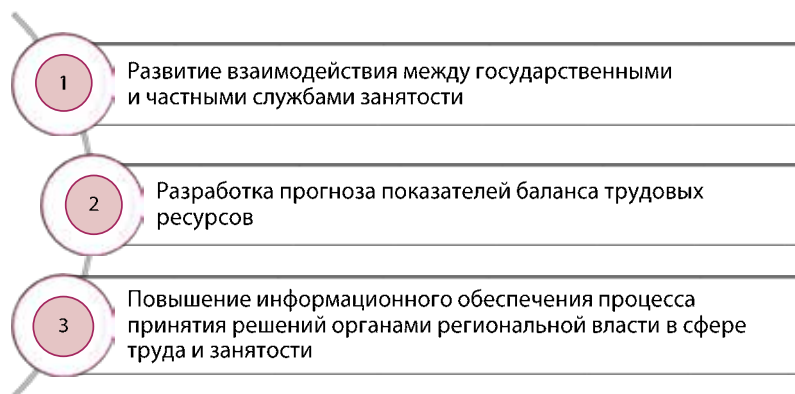 1
Развитие взаимодействия между государственными
и частными службами занятости
2
Разработка прогноза показателей баланса трудовых
ресурсов
3
Повышение информационного обеспечения процесса
принятия решений органами региональной власти в сфере
труда и занятости